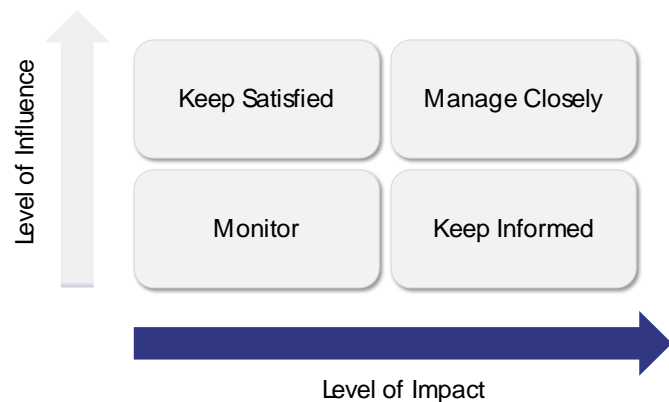 Level of Influence
Keep Satisfied
Manage Closely
Monitor
Keep Informed
Level of Impact